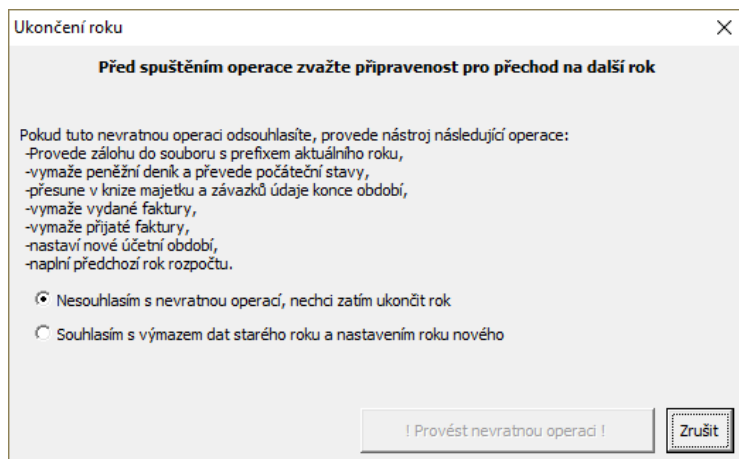 Ukončení roku
Před spuštěním operace zvažte připravenost pro přechod na další rok
Pokud tuto nevratnou operaci odsouhlasíte, provede nástroj následující operace:
-Provede zálohu do souboru s prefixem aktuálního roku,
-vymaže peněžní deník a převede počáteční stavy,
-přesune v knize majetku a závazků údaje konce období,
-vymaže vydané faktury,
-vymaže přijaté faktury,
-nastaví nové účetní období,
-naplní předchozí rok rozpočtu.
Nesouhlasím s nevratnou operací, nechci zatím ukončit rok
Souhlasím s výmazem dat starého roku a nastavením roku nového
! Provést nevratnou operaci !
Zrušit